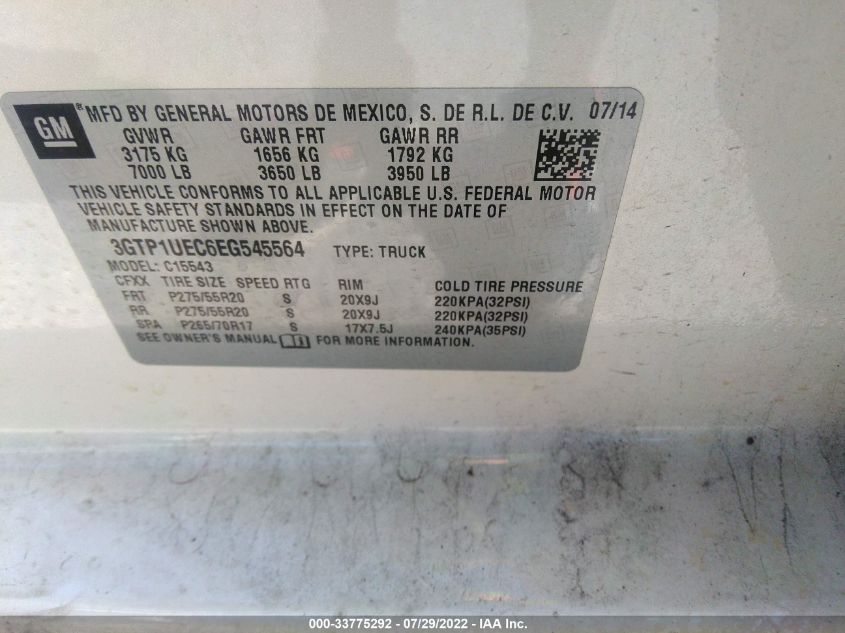 GM ® MFD BY GENERAL MOTORS DE MEXICO, S. DE R.L. DE C.V. 07/14
GVWR GAWR FRT GAWR RR
3175 KG 1656 KG 1792 KG
7000 LB 3650 LB 3950 LB
THIS VEHICLE CONFORMS TO ALL APPLICABLE U.S. FEDERAL MOTOR
VEHICLE SAFETY STANDARDS IN EFFECT ON THE DATE OF
MANUFACTURE SHOWN ABOVE.
3GTP1UEC6EG545564 TYPE: TRUCK
MODEL: C15543
CFXX TIRE SIZE SPEED RTG RIM COLD TIRE PRESSURE
FRT P275/55R20 S 20X9J 220KPA(32PSI)
RR P275/55R20 S 20X9J 220KPA(32PSI)
SPA P265/70R17 S 17X7.5J 240KPA(35PSI)
SEE OWNER'S MANUAL FOR MORE INFORMATION.
000-33775292 - 07/29/2022 - IAA Inc.